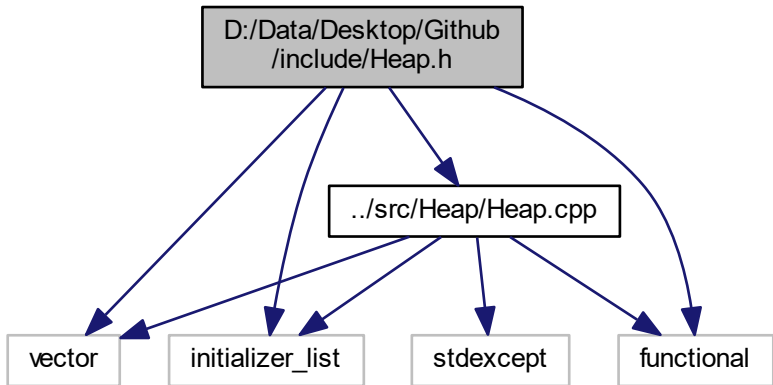 D:/Data/Desktop/Github
/include/Heap.h
../src/Heap/Heap.cpp
vector
initializer_list
stdexcept
functional